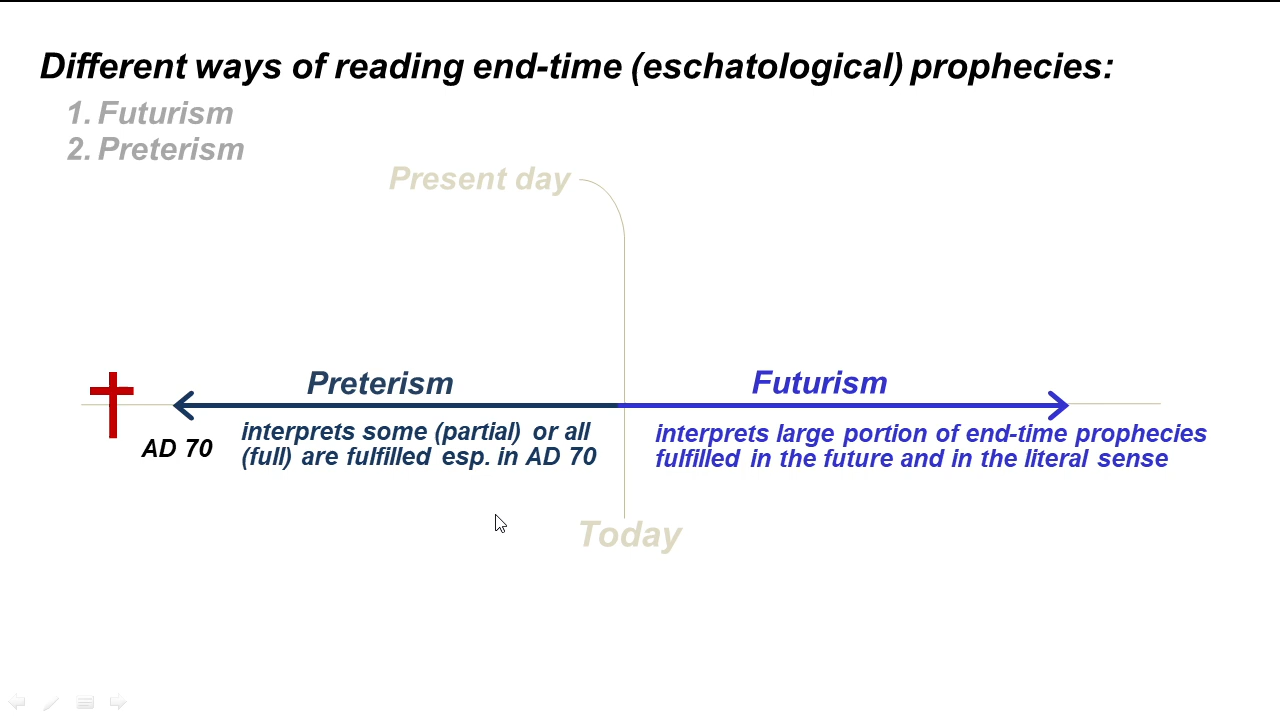 Different ways of reading end-time (eschatological) prophecies:
1. Futurism
2. Preterism
Present day
Preterism
Futurism
AD 70
interprets some (partial) or all
(full) are fulfilled esp. in AD 70
interprets large portion of end-time prophecies
fulfilled in the future and in the literal sense
Today